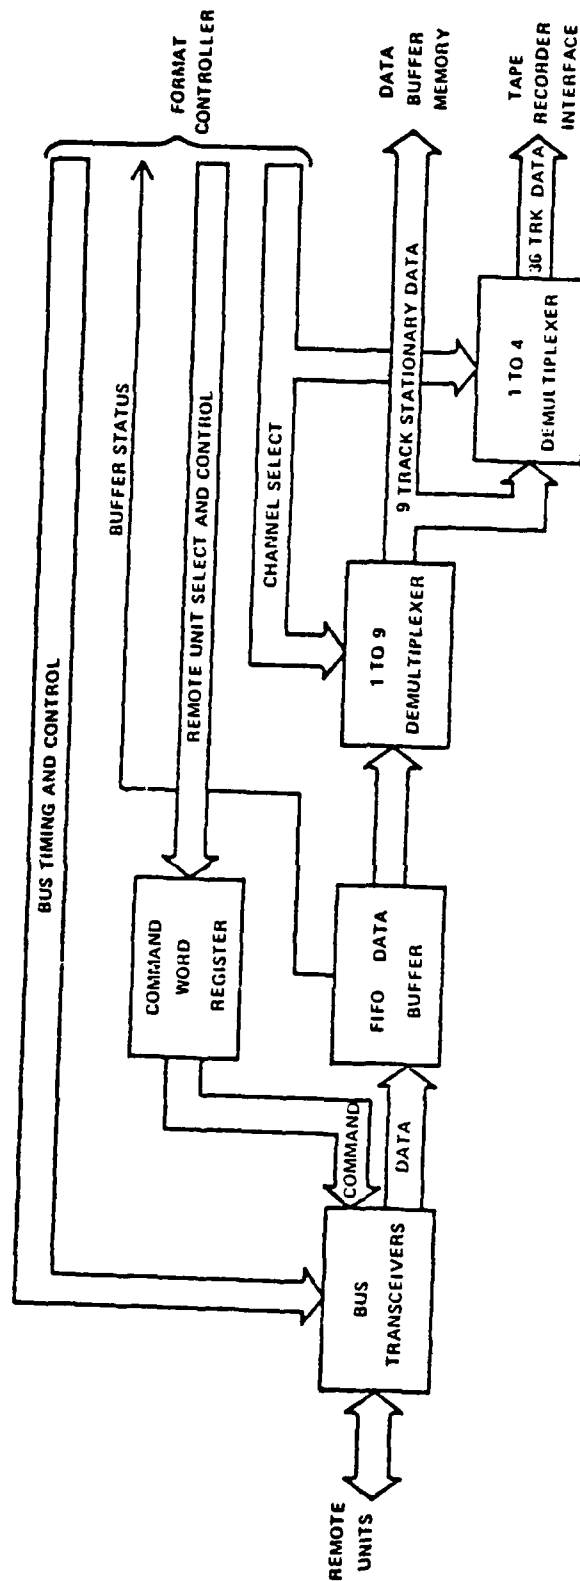 FORMAT
CONTROLLER
BUS TIMING AND CONTROL
BUFFER STATUS
REMOTE UNIT SELECT AND CONTROL
CHANNEL SELECT
COMMAND
WORD
REGISTER
COMMAND
DATA
REMOTE
UNITS
BUS
TRANSCEIVERS
FIFO DATA
BUFFER
1 TO 9
DEMULTIPLEXER
9 TRACK STATIONARY DATA
DATA
BUFFER
MEMORY
1 TO 4
DEMULTIPLEXER
36 TRK DATA
TAPE
RECORDER
INTERFACE